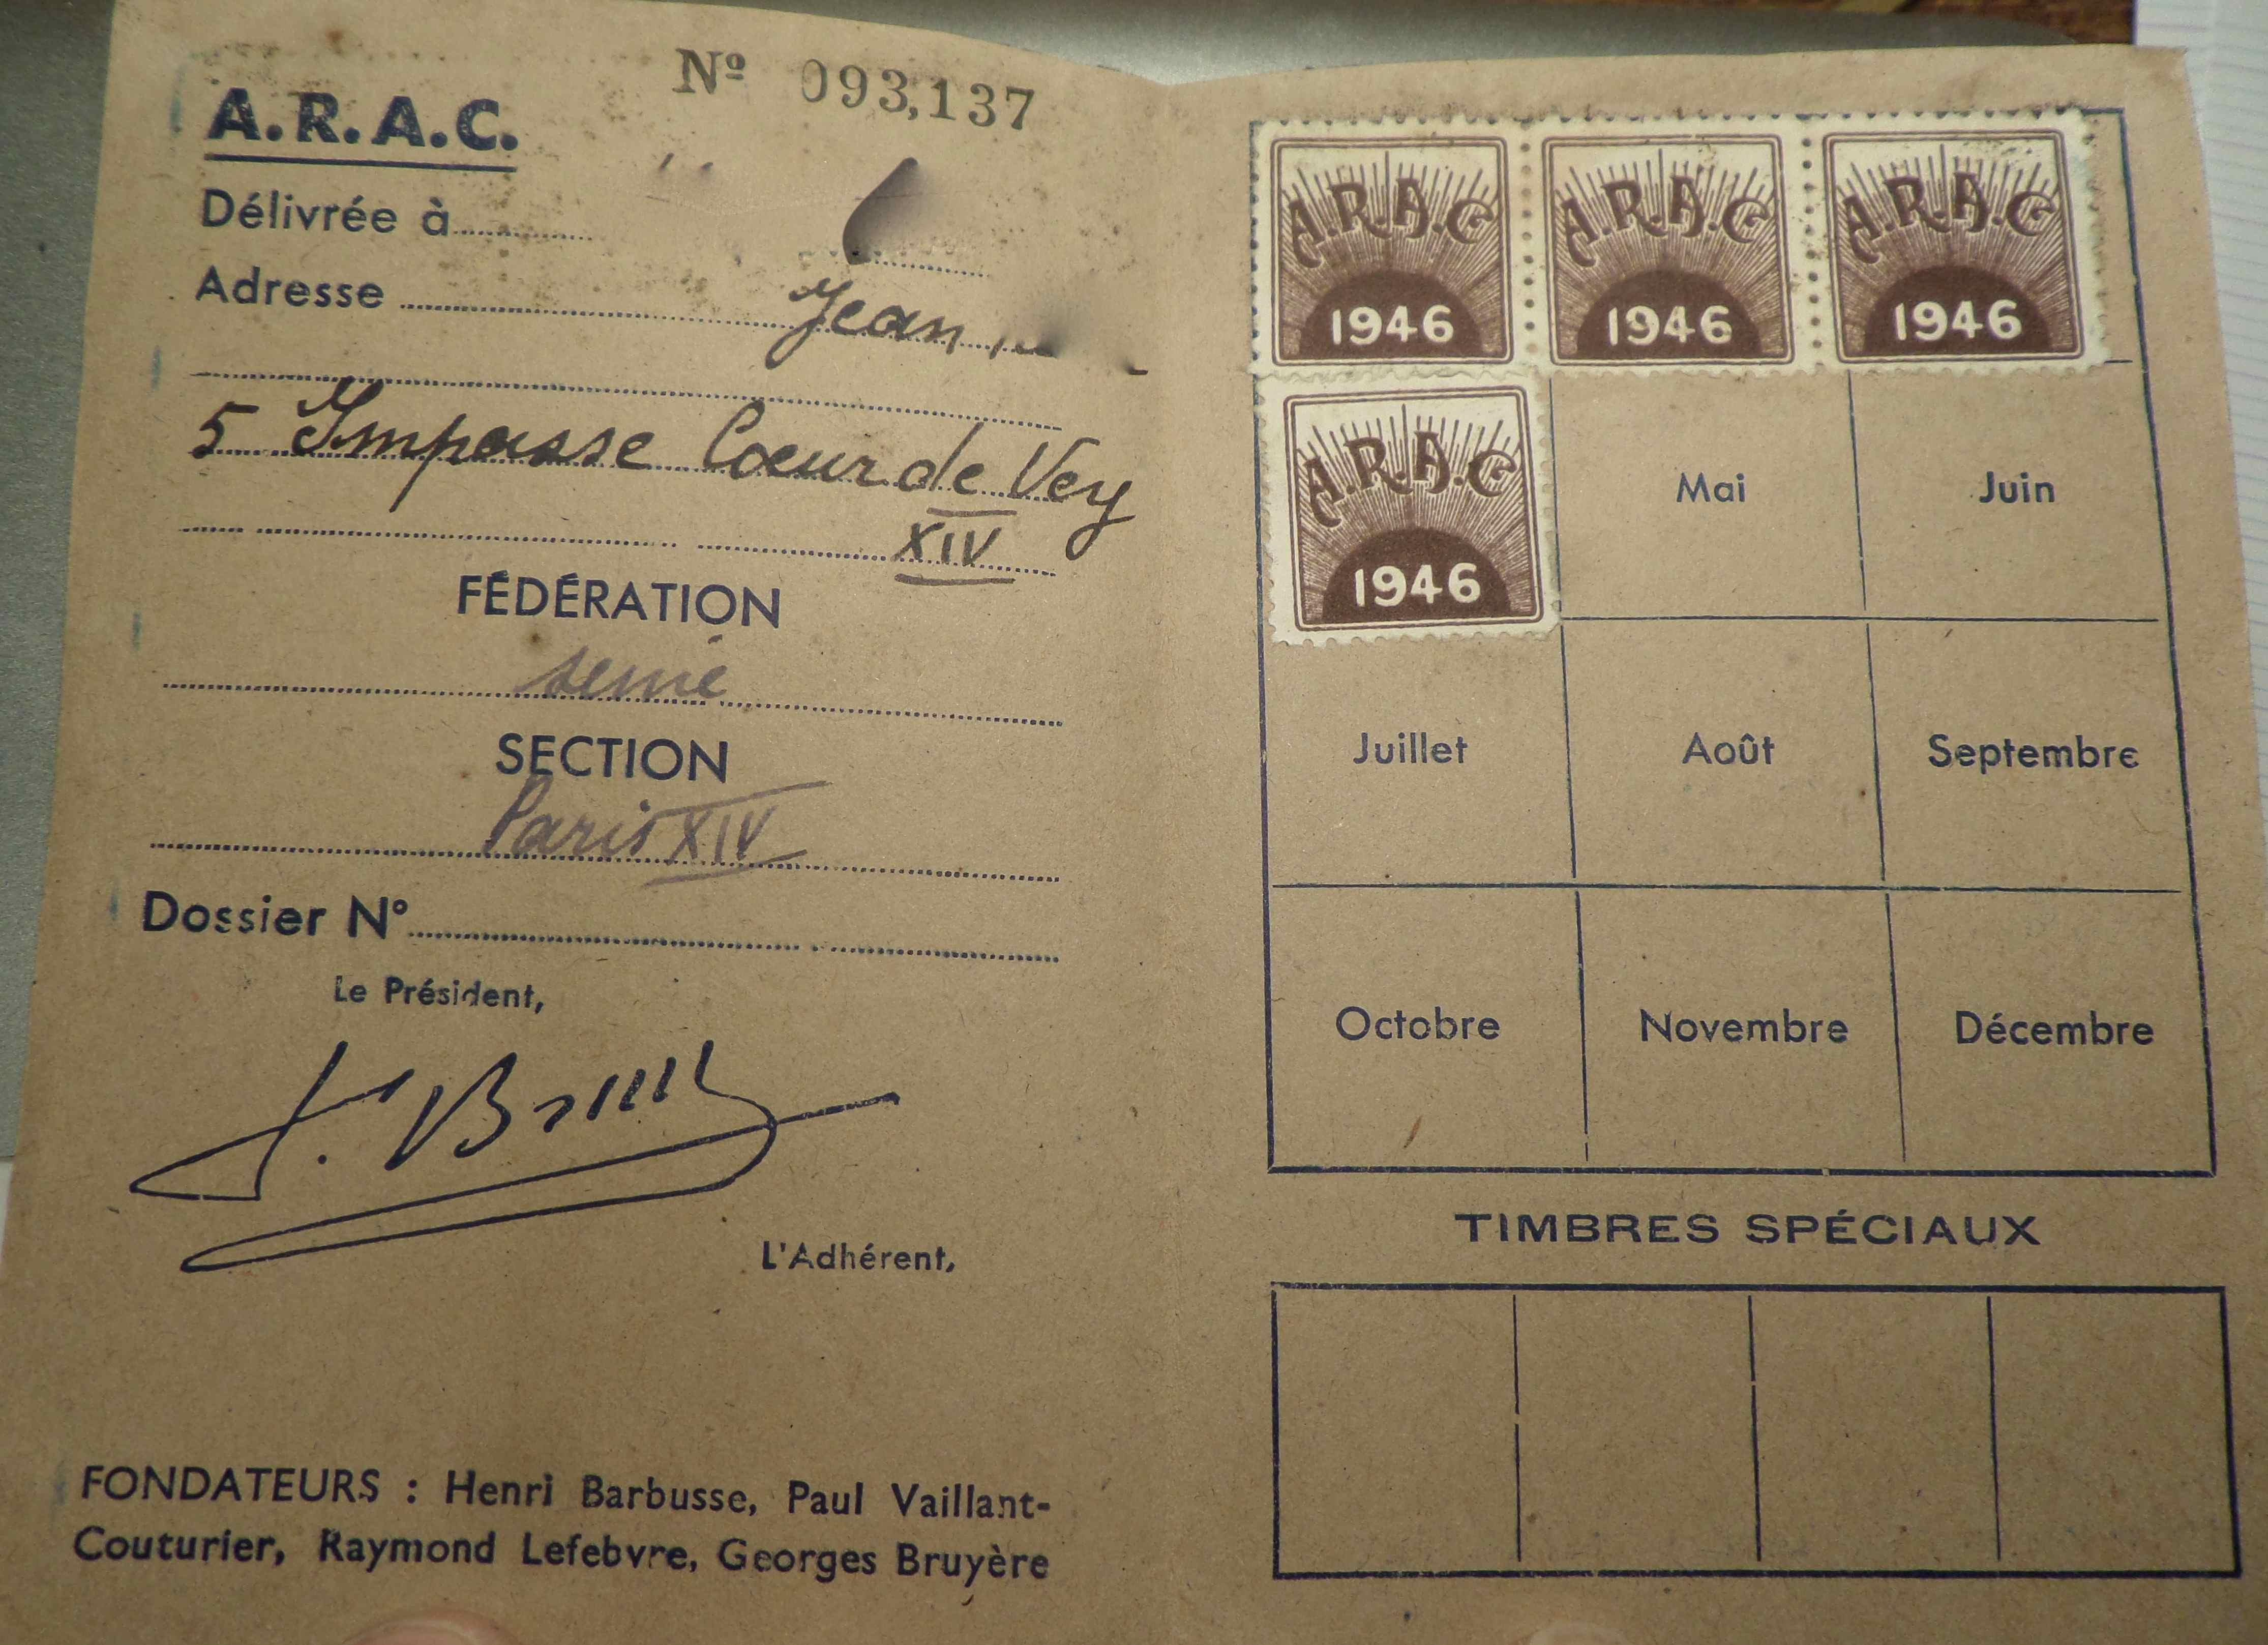 Nº 093,137
A.R.A.C.
Délivrée à
Adresse Jean
5 Impasse Cœur de Vey
XIV
FÉDÉRATION
seine
SECTION
Paris XIV
Dossier N°
Le Président,
L'Adhérent,
FONDATEURS : Henri Barbusse, Paul Vaillant-
Couturier, Raymond Lefebvre, Georges Bruyère
A.R.A.C 1946 A.R.A.C 1946 A.R.A.C 1946
A.R.A.C 1946 Mai Juin
Juillet Août Septembre
Octobre Novembre Décembre
TIMBRES SPÉCIAUX